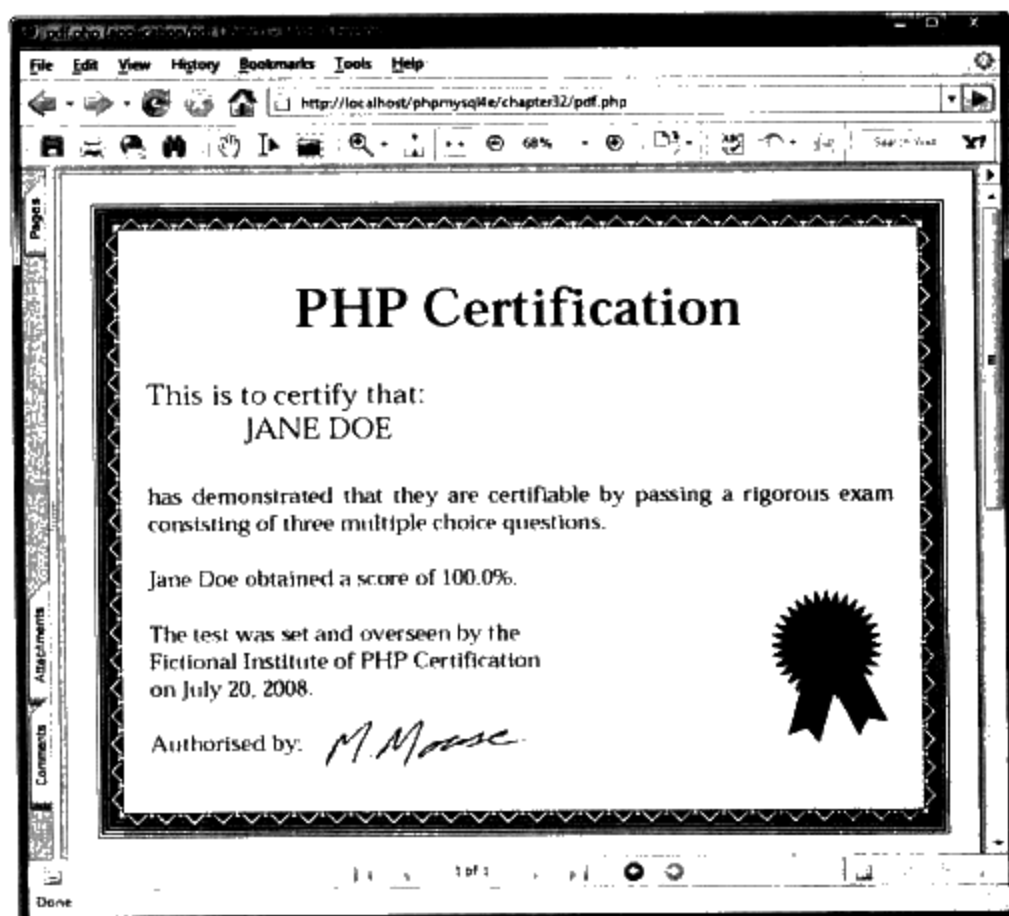 File Edit View History Bookmarks Tools Help
http://localhost/phpmysql4e/chapter32/pdf.php
68%
Pages
PHP Certification
This is to certify that:
JANE DOE
has demonstrated that they are certifiable by passing a rigorous exam
consisting of three multiple choice questions.
Jane Doe obtained a score of 100.0%.
The test was set and overseen by the
Fictional Institute of PHP Certification
on July 20, 2008.
Authorised by: M. Mouse
Attachments
Comments
1 of 1
Done